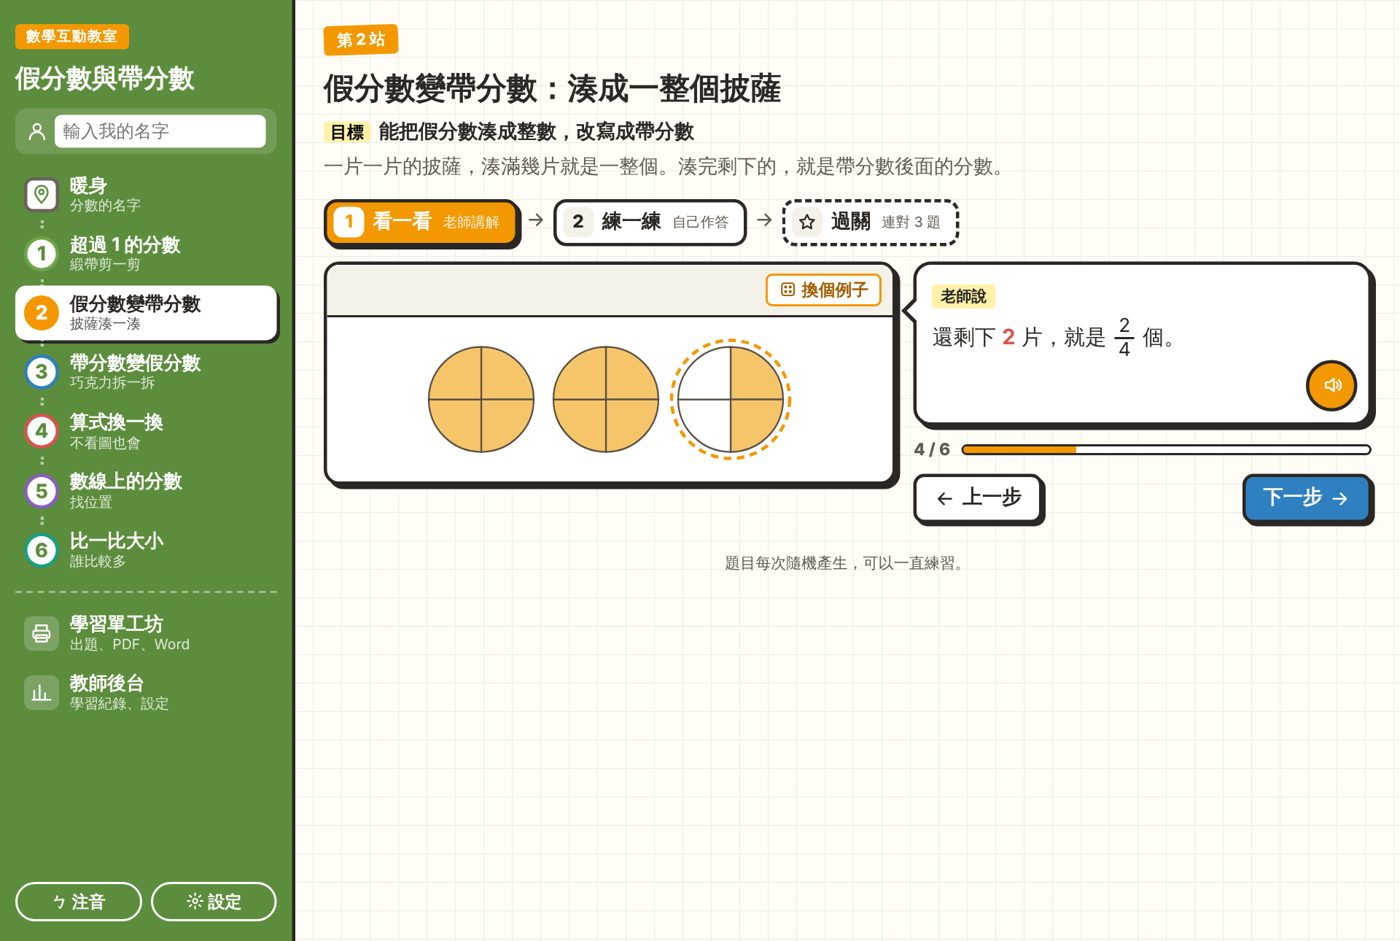 數學互動教室
假分數與帶分數
輸入我的名字
暖身
分數的名字
1
超過 1 的分數
緞帶剪一剪
2
假分數變帶分數
披薩湊一湊
3
帶分數變假分數
巧克力拆一拆
4
算式換一換
不看圖也會
5
數線上的分數
找位置
6
比一比大小
誰比較多
學習單工坊
出題、PDF、Word
教師後台
學習紀錄、設定
ㄅ 注音
設定
第 2 站
假分數變帶分數：湊成一整個披薩
目標 能把假分數湊成整數，改寫成帶分數
一片一片的披薩，湊滿幾片就是一整個。湊完剩下的，就是帶分數後面的分數。
1 看一看 老師講解 → 2 練一練 自己作答 → 過關 連對 3 題
換個例子
老師說
還剩下 2 片，就是 2/4 個。
4 / 6
← 上一步
下一步 →
題目每次隨機產生，可以一直練習。